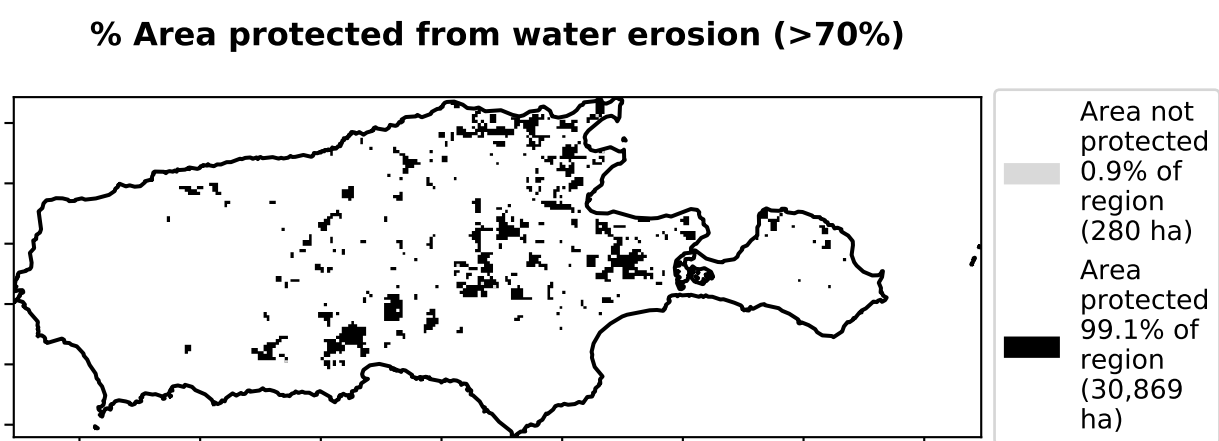 % Area protected from water erosion (>70%)
Area not
protected
0.9% of
region
(280 ha)
Area
protected
99.1% of
region
(30,869
ha)